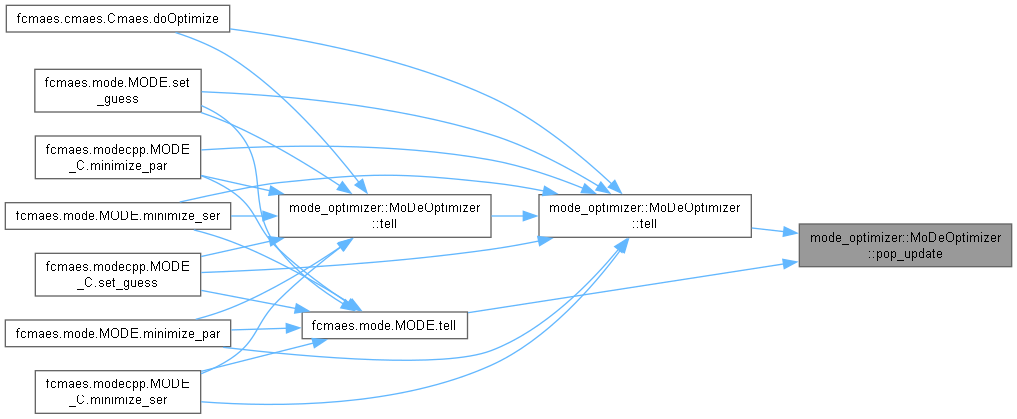 fcmaes.cmaes.Cmaes.doOptimize
fcmaes.mode.MODE.set
_guess
fcmaes.modecpp.MODE
_C.minimize_par
fcmaes.mode.MODE.minimize_ser
fcmaes.modecpp.MODE
_C.set_guess
fcmaes.mode.MODE.minimize_par
fcmaes.modecpp.MODE
_C.minimize_ser
mode_optimizer::MoDeOptimizer
::tell
fcmaes.mode.MODE.tell
mode_optimizer::MoDeOptimizer
::tell
mode_optimizer::MoDeOptimizer
::pop_update